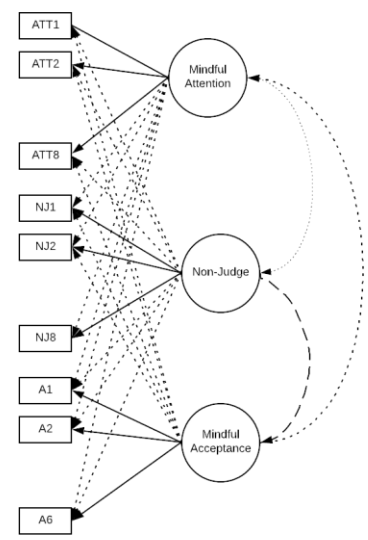 ATT1
ATT2
Mindful
Attention
ATT8
NJ1
NJ2
Non-Judge
NJ8
A1
A2
Mindful
Acceptance
A6